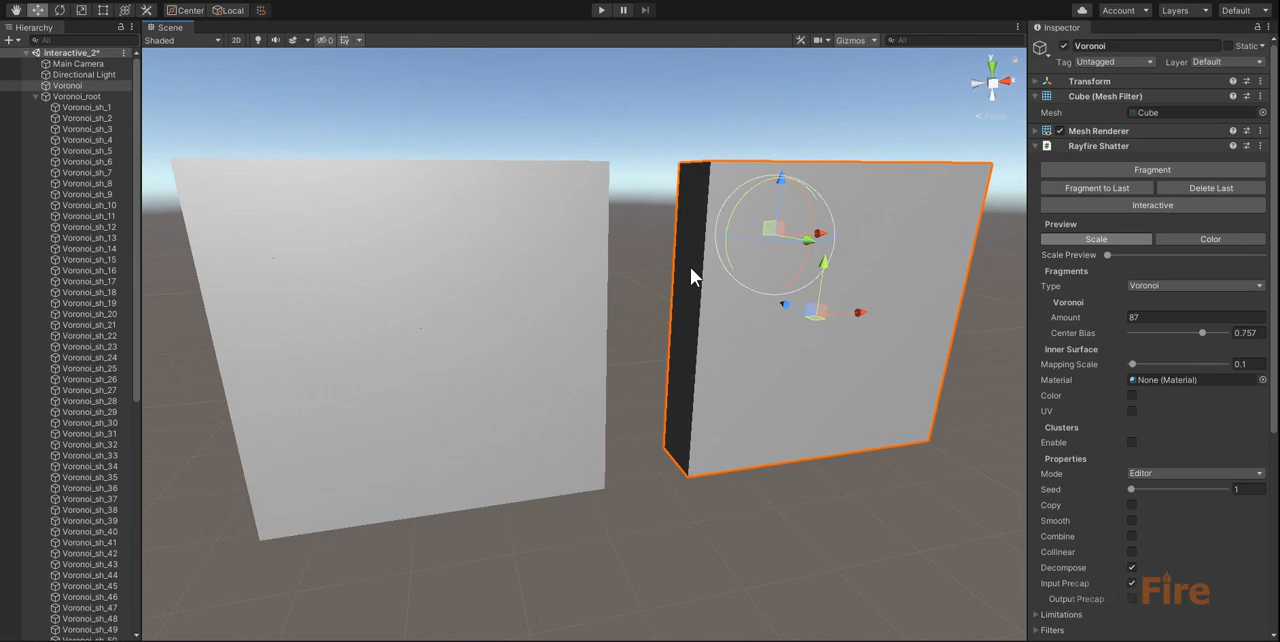 Center
Local
Account
Layers
Default
Hierarchy
All
Scene
Inspector
Shaded
2D
0
Gizmos
All
interactive_2*
Main Camera
Directional Light
Voronoi
Voronoi_root
Voronoi_sh_1
Voronoi_sh_2
Voronoi_sh_3
Voronoi_sh_4
Voronoi_sh_5
Voronoi_sh_6
Voronoi_sh_7
Voronoi_sh_8
Voronoi_sh_9
Voronoi_sh_10
Voronoi_sh_11
Voronoi_sh_12
Voronoi_sh_13
Voronoi_sh_14
Voronoi_sh_15
Voronoi_sh_16
Voronoi_sh_17
Voronoi_sh_18
Voronoi_sh_19
Voronoi_sh_20
Voronoi_sh_21
Voronoi_sh_22
Voronoi_sh_23
Voronoi_sh_24
Voronoi_sh_25
Voronoi_sh_26
Voronoi_sh_27
Voronoi_sh_28
Voronoi_sh_29
Voronoi_sh_30
Voronoi_sh_31
Voronoi_sh_32
Voronoi_sh_33
Voronoi_sh_34
Voronoi_sh_35
Voronoi_sh_36
Voronoi_sh_37
Voronoi_sh_38
Voronoi_sh_39
Voronoi_sh_40
Voronoi_sh_41
Voronoi_sh_42
Voronoi_sh_43
Voronoi_sh_44
Voronoi_sh_45
Voronoi_sh_46
Voronoi_sh_47
Voronoi_sh_48
Voronoi_sh_49
y
x
Persp
Voronoi
Static
Tag Untagged Layer Default
Transform
Cube (Mesh Filter)
Mesh Cube
Mesh Renderer
Rayfire Shatter
Fragment
Fragment to Last Delete Last
Interactive
Preview
Scale Color
Scale Preview
Fragments
Type Voronoi
Voronoi
Amount 87
Center Bias 0.757
Inner Surface
Mapping Scale 0.1
Material None (Material)
Color
UV
Clusters
Enable
Properties
Mode Editor
Seed 1
Copy
Smooth
Combine
Collinear
Decompose
Input Precap
Output Precap
Limitations
Filters
Fire